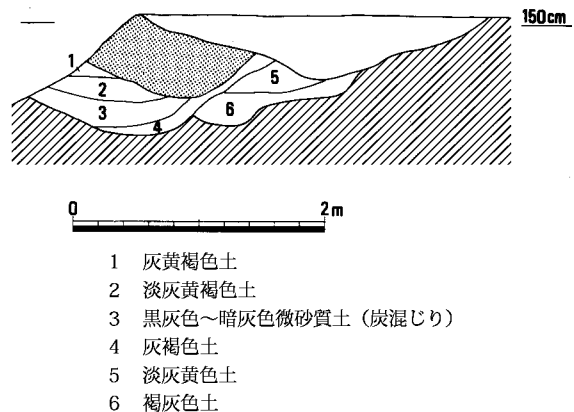 150cm
1
2
3
4
5
6
0 2m
1 灰黄褐色土
2 淡灰黄褐色土
3 黒灰色～暗灰色微砂質土（炭混じり）
4 灰褐色土
5 淡灰黄色土
6 褐灰色土